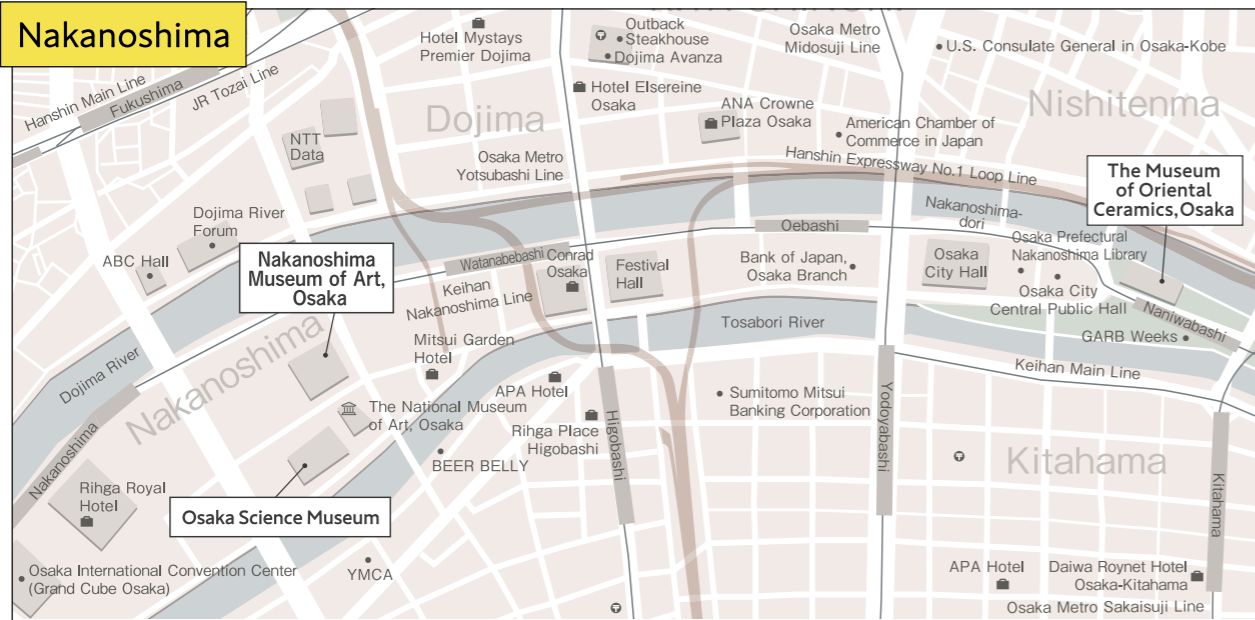 Nakanoshima
Hanshin Main Line
Fukushima
JR Tozai Line
Hotel Mystays
Premier Dojima
Outback
Steakhouse
Dojima Avanza
Osaka Metro
Midosuji Line
U.S. Consulate General in Osaka-Kobe
Hotel Elsereine
Osaka
Dojima
ANA Crowne
Plaza Osaka
American Chamber of
Commerce in Japan
Nishitenma
NTT
Data
Osaka Metro
Yotsubashi Line
Hanshin Expressway No.1 Loop Line
The Museum
of Oriental
Ceramics, Osaka
Dojima River
Forum
ABC Hall
Nakanoshima
Museum of Art,
Osaka
Watanabebashi
Conrad
Osaka
Keihan
Nakanoshima Line
Festival
Hall
Oebashi
Bank of Japan,
Osaka Branch
Nakanoshima-
dori
Osaka
City Hall
Osaka Prefectural
Nakanoshima Library
Osaka City
Central Public Hall
Naniwabashi
GARB Weeks
Tosabori River
Keihan Main Line
Dojima River
Nakanoshima
Mitsui Garden
Hotel
APA Hotel
The National Museum
of Art, Osaka
Rihga Place
Higobashi
Higobashi
BEER BELLY
Sumitomo Mitsui
Banking Corporation
Yodoyabashi
Kitahama
Kitahama
Nakanoshima
Rihga Royal
Hotel
Osaka Science Museum
Osaka International Convention Center
(Grand Cube Osaka)
YMCA
APA Hotel
Daiwa Roynet Hotel
Osaka-Kitahama
Osaka Metro Sakaisuji Line